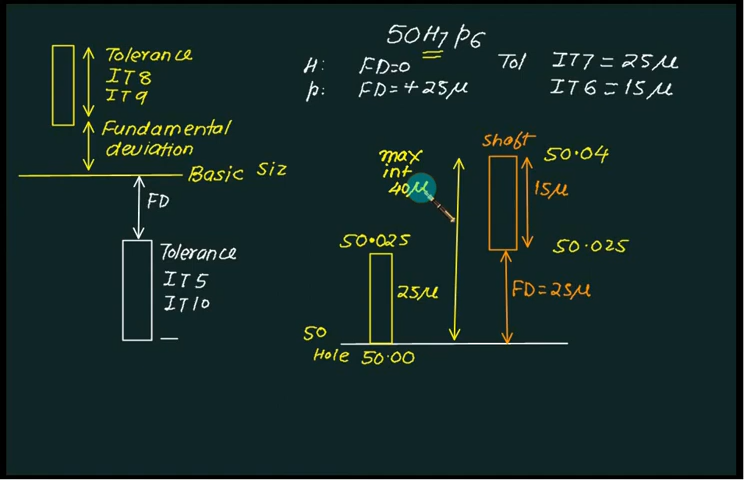 50H7 p6
H: FD=0 Tol IT7 = 25μ
p: FD=+25μ IT6 = 15μ
Tolerance
IT8
IT9
Fundamental
deviation
Basic Siz
FD
Tolerance
IT5
IT10
max
int
40μ
50.025
25μ
50
Hole 50.00
Shaft
50.04
15μ
50.025
FD=25μ